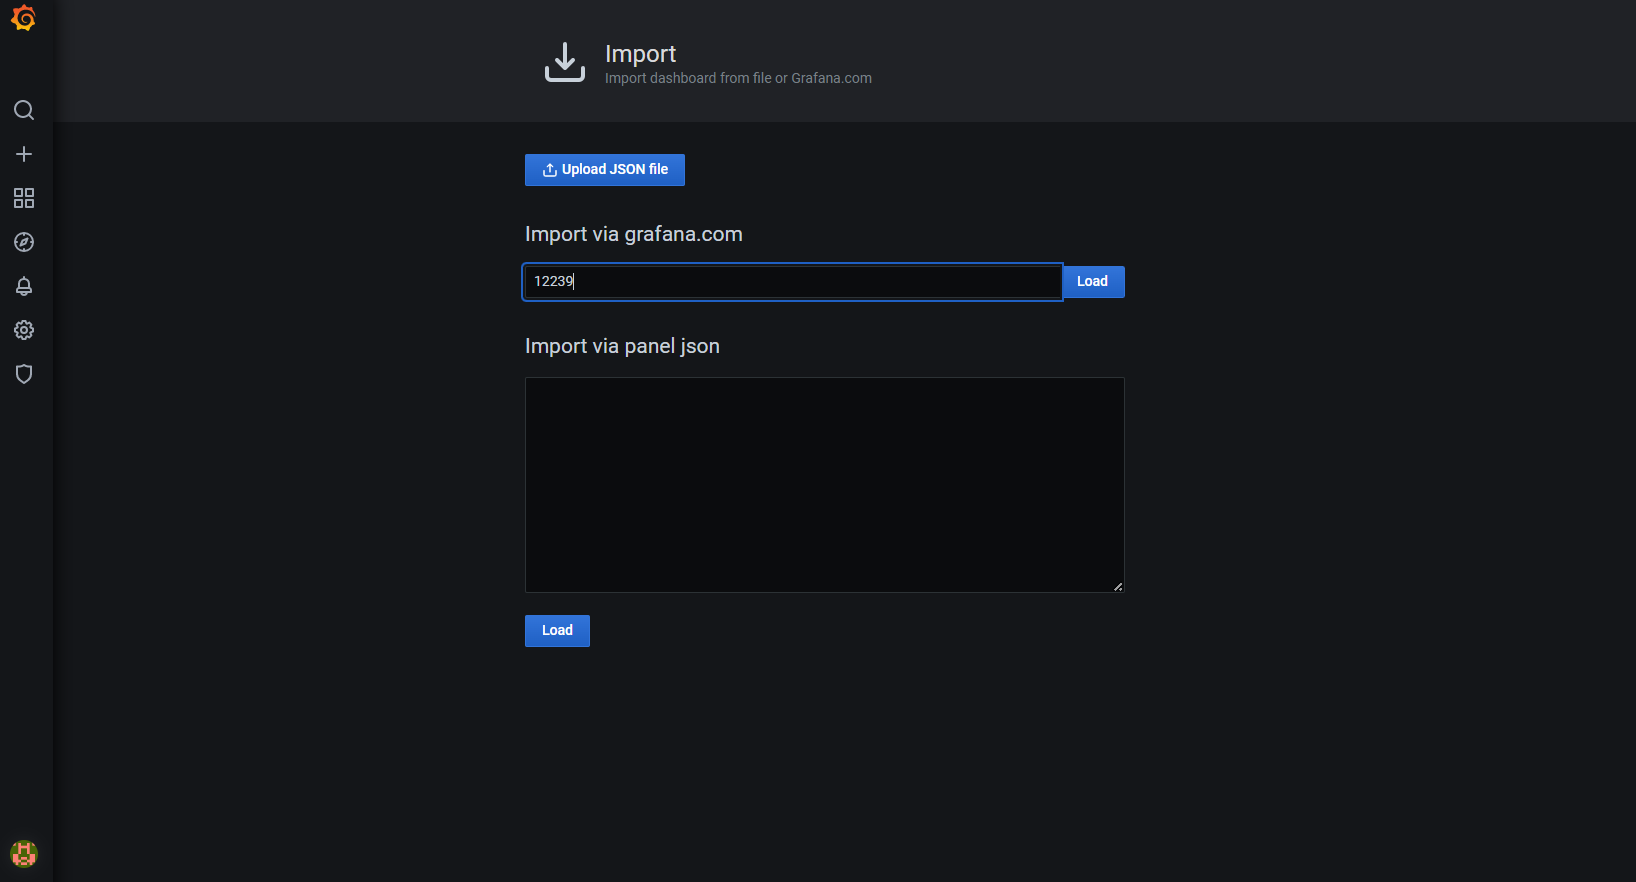 Import
Import dashboard from file or Grafana.com
Upload JSON file
Import via grafana.com
12239
Load
Import via panel json
Load